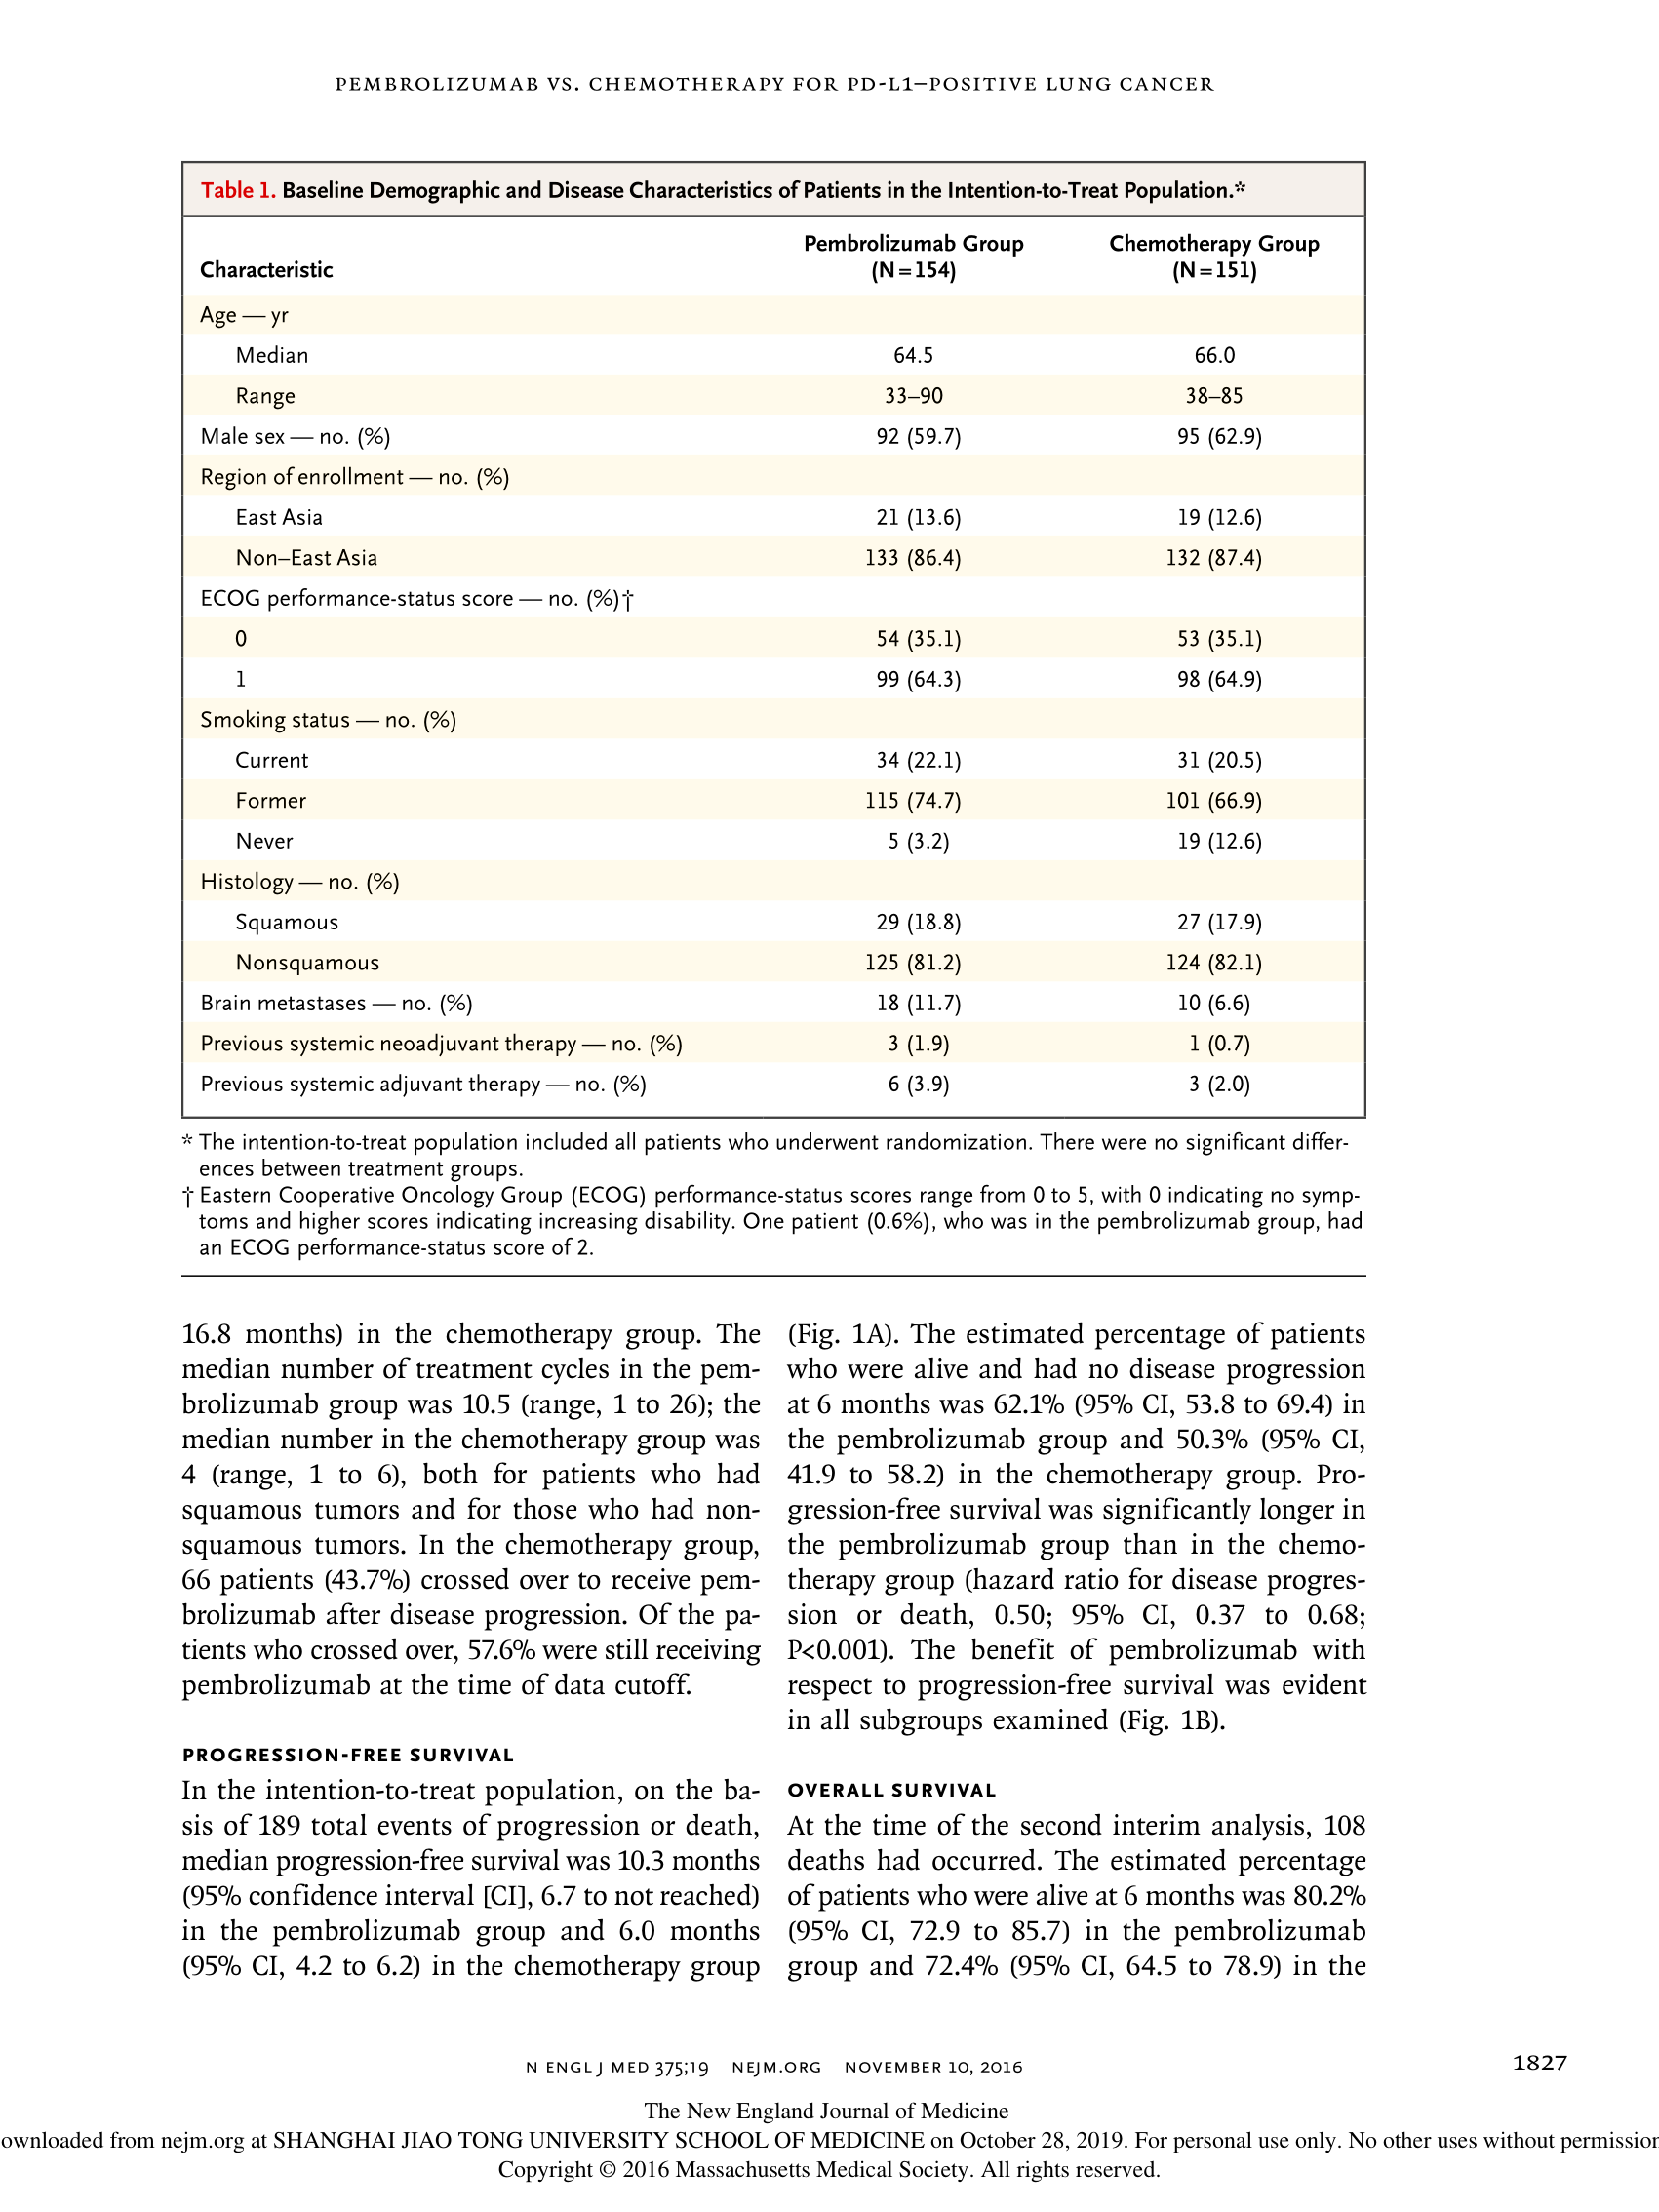 PEMBROLIZUMAB VS. CHEMOTHERAPY FOR PD-L1–POSITIVE LUNG CANCER
Table 1. Baseline Demographic and Disease Characteristics of Patients in the Intention-to-Treat Population.*
Characteristic Pembrolizumab Group (N=154) Chemotherapy Group (N=151)
Age — yr
Median 64.5 66.0
Range 33–90 38–85
Male sex — no. (%) 92 (59.7) 95 (62.9)
Region of enrollment — no. (%)
East Asia 21 (13.6) 19 (12.6)
Non–East Asia 133 (86.4) 132 (87.4)
ECOG performance-status score — no. (%)†
0 54 (35.1) 53 (35.1)
1 99 (64.3) 98 (64.9)
Smoking status — no. (%)
Current 34 (22.1) 31 (20.5)
Former 115 (74.7) 101 (66.9)
Never 5 (3.2) 19 (12.6)
Histology — no. (%)
Squamous 29 (18.8) 27 (17.9)
Nonsquamous 125 (81.2) 124 (82.1)
Brain metastases — no. (%) 18 (11.7) 10 (6.6)
Previous systemic neoadjuvant therapy — no. (%) 3 (1.9) 1 (0.7)
Previous systemic adjuvant therapy — no. (%) 6 (3.9) 3 (2.0)
* The intention-to-treat population included all patients who underwent randomization. There were no significant differ-
ences between treatment groups.
† Eastern Cooperative Oncology Group (ECOG) performance-status scores range from 0 to 5, with 0 indicating no symp-
toms and higher scores indicating increasing disability. One patient (0.6%), who was in the pembrolizumab group, had
an ECOG performance-status score of 2.
16.8 months) in the chemotherapy group. The
median number of treatment cycles in the pem-
brolizumab group was 10.5 (range, 1 to 26); the
median number in the chemotherapy group was
4 (range, 1 to 6), both for patients who had
squamous tumors and for those who had non-
squamous tumors. In the chemotherapy group,
66 patients (43.7%) crossed over to receive pem-
brolizumab after disease progression. Of the pa-
tients who crossed over, 57.6% were still receiving
pembrolizumab at the time of data cutoff.
PROGRESSION-FREE SURVIVAL
In the intention-to-treat population, on the ba-
sis of 189 total events of progression or death,
median progression-free survival was 10.3 months
(95% confidence interval [CI], 6.7 to not reached)
in the pembrolizumab group and 6.0 months
(95% CI, 4.2 to 6.2) in the chemotherapy group
(Fig. 1A). The estimated percentage of patients
who were alive and had no disease progression
at 6 months was 62.1% (95% CI, 53.8 to 69.4) in
the pembrolizumab group and 50.3% (95% CI,
41.9 to 58.2) in the chemotherapy group. Pro-
gression-free survival was significantly longer in
the pembrolizumab group than in the chemo-
therapy group (hazard ratio for disease progres-
sion or death, 0.50; 95% CI, 0.37 to 0.68;
P<0.001). The benefit of pembrolizumab with
respect to progression-free survival was evident
in all subgroups examined (Fig. 1B).
OVERALL SURVIVAL
At the time of the second interim analysis, 108
deaths had occurred. The estimated percentage
of patients who were alive at 6 months was 80.2%
(95% CI, 72.9 to 85.7) in the pembrolizumab
group and 72.4% (95% CI, 64.5 to 78.9) in the
N ENGL J MED 375;19 NEJM.ORG NOVEMBER 10, 2016 1827
The New England Journal of Medicine
ownloaded from nejm.org at SHANGHAI JIAO TONG UNIVERSITY SCHOOL OF MEDICINE on October 28, 2019. For personal use only. No other uses without permission
Copyright © 2016 Massachusetts Medical Society. All rights reserved.